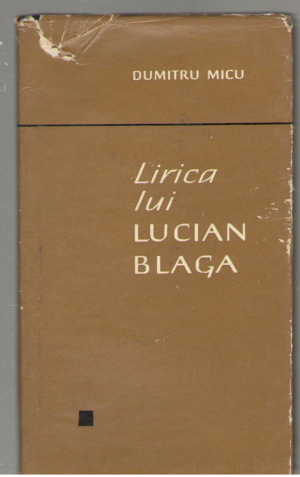 DUMITRU MICU
Lirica
lui
LUCIAN
BLAGA